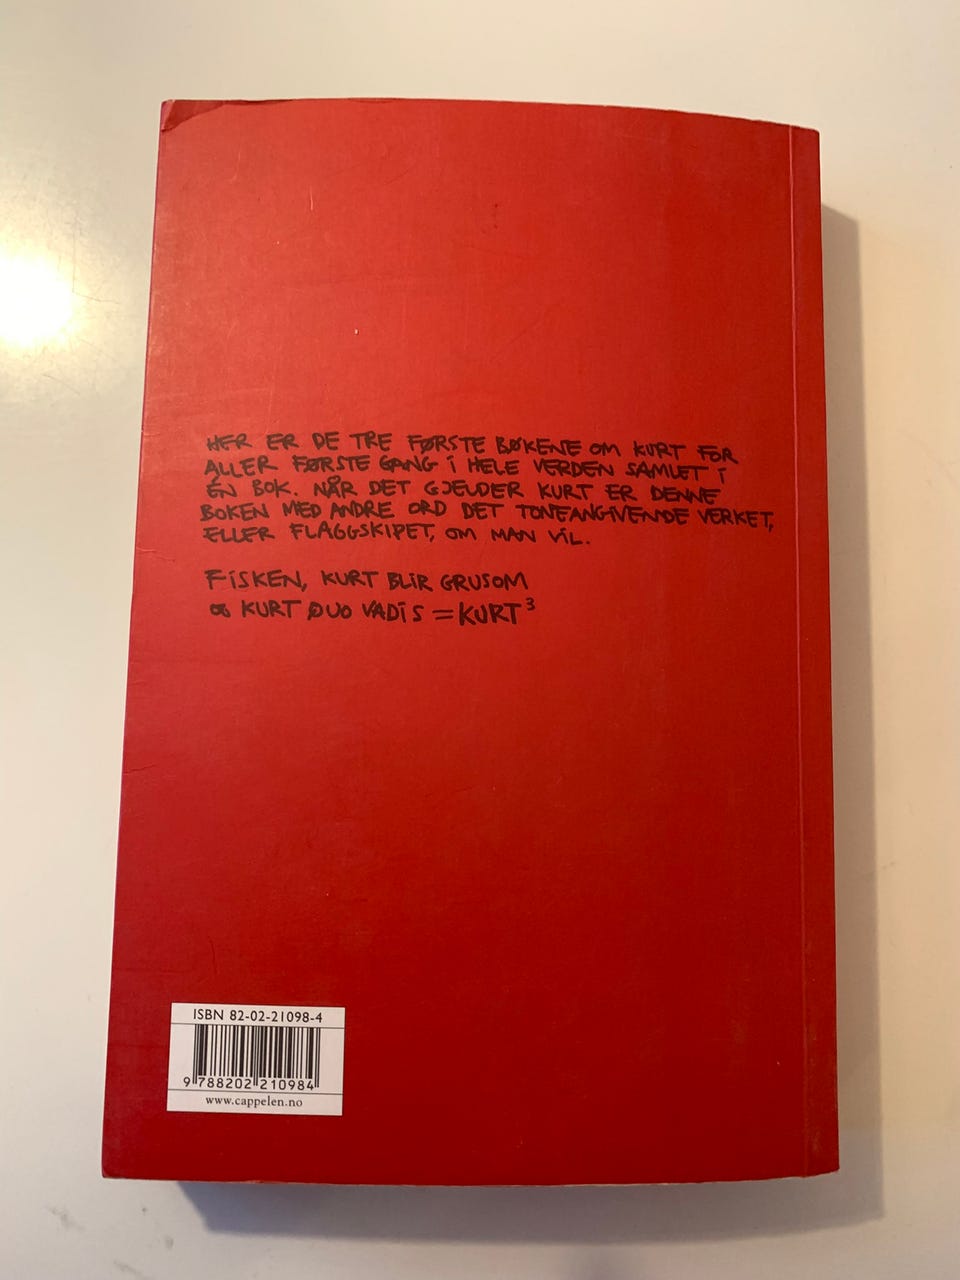 HER ER DE TRE FØRSTE BØKENE OM KURT FOR
ALLER FØRSTE GANG I HELE VERDEN SAMLET I
ÉN BOK. NÅR DET GJELDER KURT ER DENNE
BOKEN MED ANDRE ORD DET TONEANGIVENDE VERKET,
ELLER FLAGGSKIPET, OM MAN VIL.
FISKEN, KURT BLIR GRUSOM
OG KURT QUO VADIS = KURT³
ISBN 82-02-21098-4
9 788202 210984
www.cappelen.no